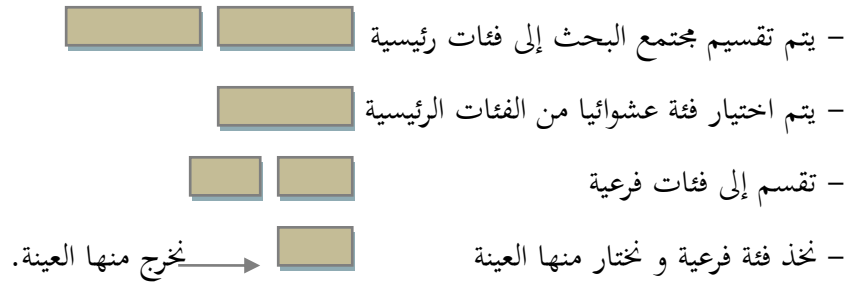 – يتم تقسيم مجتمع البحث إلى فئات رئيسية
– يتم اختيار فئة عشوائيا من الفئات الرئيسية
– تقسم إلى فئات فرعية
– نخذ فئة فرعية و نختار منها العينة نخرج منها العينة.